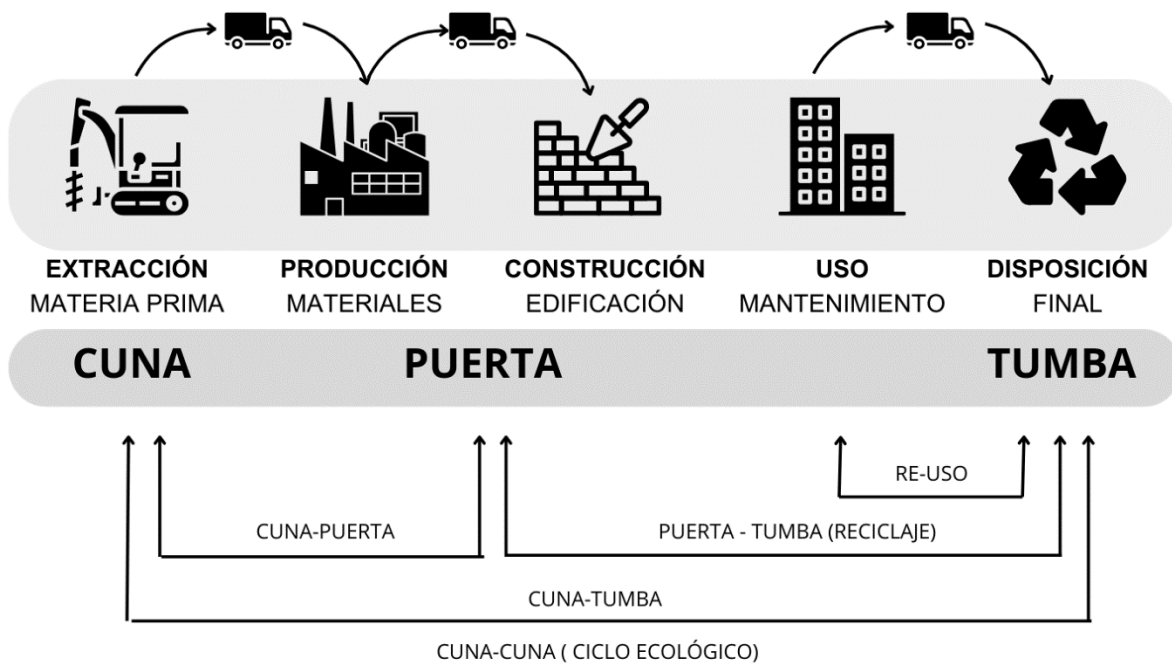 EXTRACCIÓN
MATERIA PRIMA
PRODUCCIÓN
MATERIALES
CONSTRUCCIÓN
EDIFICACIÓN
USO
MANTENIMIENTO
DISPOSICIÓN
FINAL
CUNA
PUERTA
TUMBA
RE-USO
CUNA-PUERTA
PUERTA - TUMBA (RECICLAJE)
CUNA-TUMBA
CUNA-CUNA ( CICLO ECOLÓGICO)